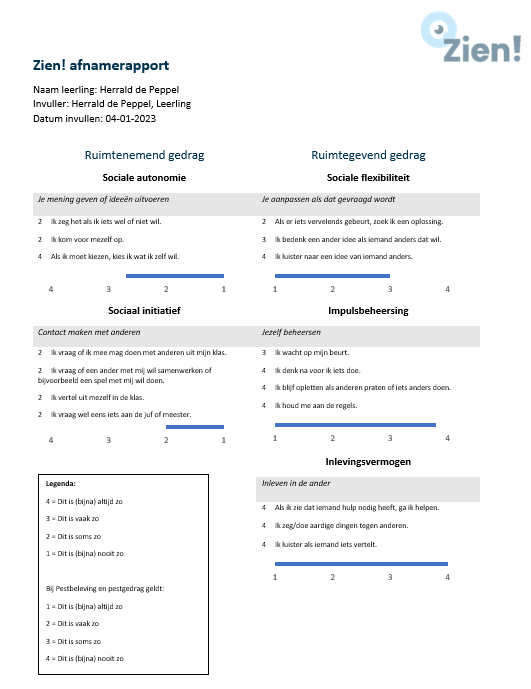 Zien!
Zien! afnamerapport
Naam leerling: Herrald de Peppel
Invuller: Herrald de Peppel, Leerling
Datum invullen: 04-01-2023
Ruimtenemend gedrag
Sociale autonomie
Je mening geven of ideeën uitvoeren
2 Ik zeg het als ik iets wel of niet wil.
2 Ik kom voor mezelf op.
4 Als ik moet kiezen, kies ik wat ik zelf wil.
4 3 2 1
Sociaal initiatief
Contact maken met anderen
2 Ik vraag of ik mee mag doen met anderen uit mijn klas.
2 Ik vraag of een ander met mij wil samenwerken of
bijvoorbeeld een spel met mij wil doen.
2 Ik vertel uit mezelf in de klas.
2 Ik vraag wel eens iets aan de juf of meester.
4 3 2 1
Ruimtegevend gedrag
Sociale flexibiliteit
Je aanpassen als dat gevraagd wordt
2 Als er iets vervelends gebeurt, zoek ik een oplossing.
3 Ik bedenk een ander idee als iemand anders dat wil.
4 Ik luister naar een idee van iemand anders.
1 2 3 4
Impulsbeheersing
Jezelf beheersen
3 Ik wacht op mijn beurt.
4 Ik denk na voor ik iets doe.
4 Ik blijf opletten als anderen praten of iets anders doen.
4 Ik houd me aan de regels.
1 2 3 4
Inlevingsvermogen
Inleven in de ander
4 Als ik zie dat iemand hulp nodig heeft, ga ik helpen.
4 Ik zeg/doe aardige dingen tegen anderen.
4 Ik luister als iemand iets vertelt.
1 2 3 4
Legenda:
4 = Dit is (bijna) altijd zo
3 = Dit is vaak zo
2 = Dit is soms zo
1 = Dit is (bijna) nooit zo
Bij Pestbeleving en pestgedrag geldt:
1 = Dit is (bijna) altijd zo
2 = Dit is vaak zo
3 = Dit is soms zo
4 = Dit is (bijna) nooit zo